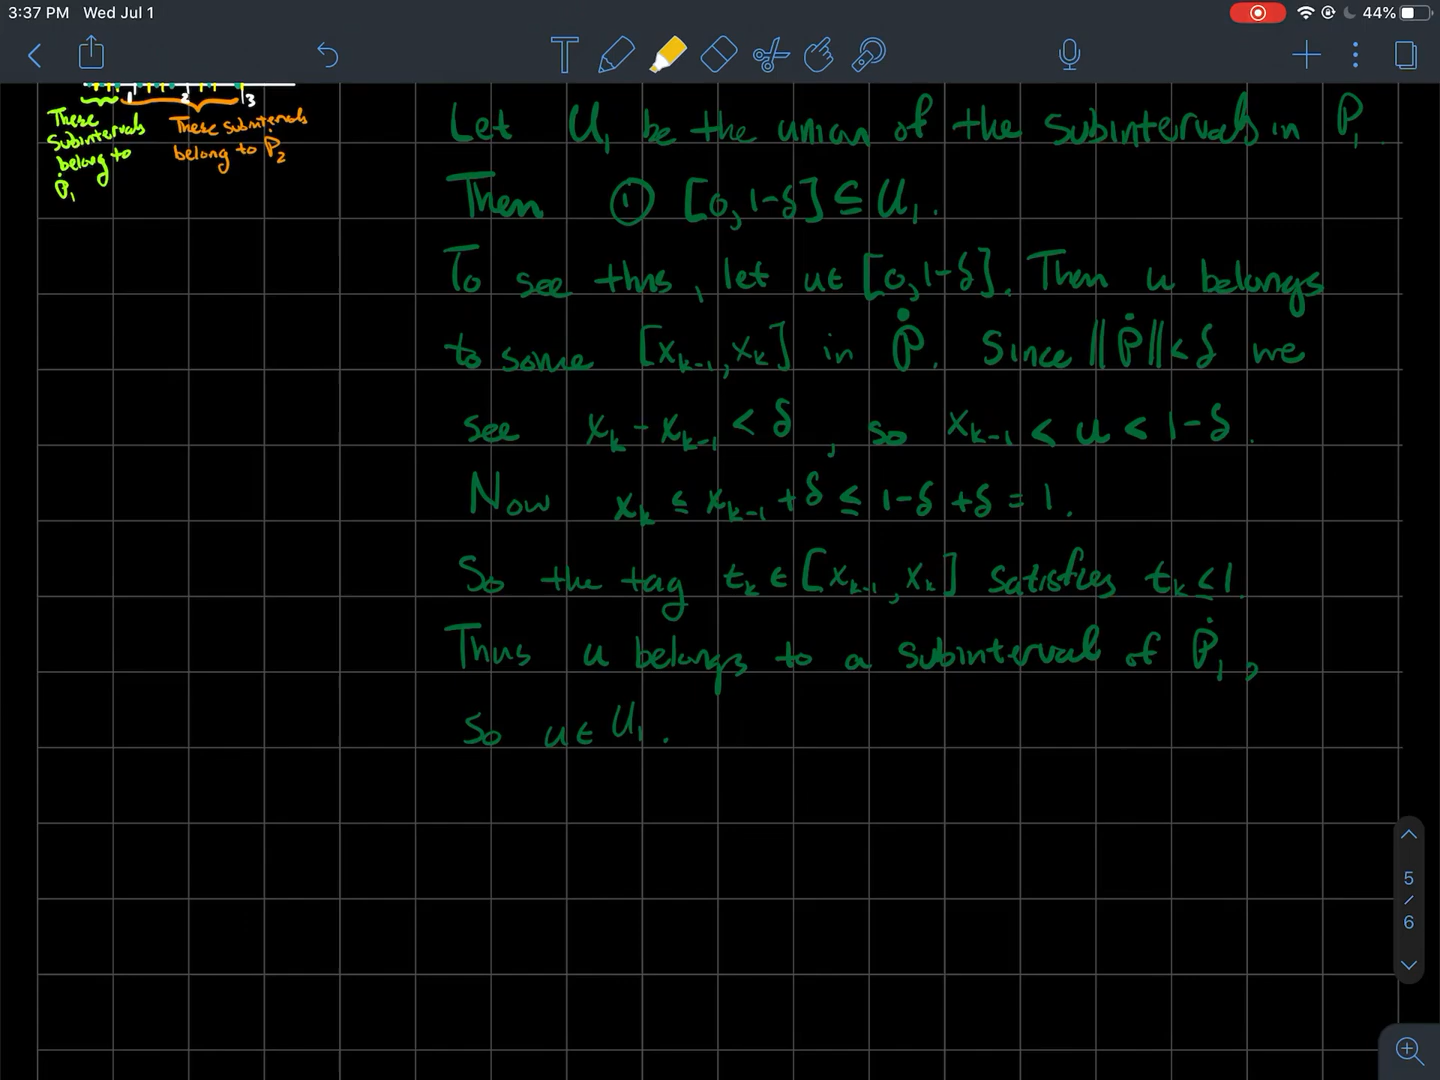 3:37 PM Wed Jul 1
44%
T
1 2 3
These subintervals belong to Ṗ₁
These subintervals belong to Ṗ₂
Let U₁ be the union of the subintervals in Ṗ₁.
Then ① [0, 1-δ] ⊆ U₁.
To see this, let u ∈ [0, 1-δ]. Then u belongs
to some [xₖ₋₁, xₖ] in Ṗ. Since ||Ṗ|| < δ we
see xₖ - xₖ₋₁ < δ, so xₖ₋₁ < u < 1-δ.
Now xₖ ≤ xₖ₋₁ + δ ≤ 1-δ + δ = 1.
So the tag tₖ ∈ [xₖ₋₁, xₖ] satisfies tₖ ≤ 1.
Thus u belongs to a subinterval of Ṗ₁,
So u ∈ U₁.
5
/
6